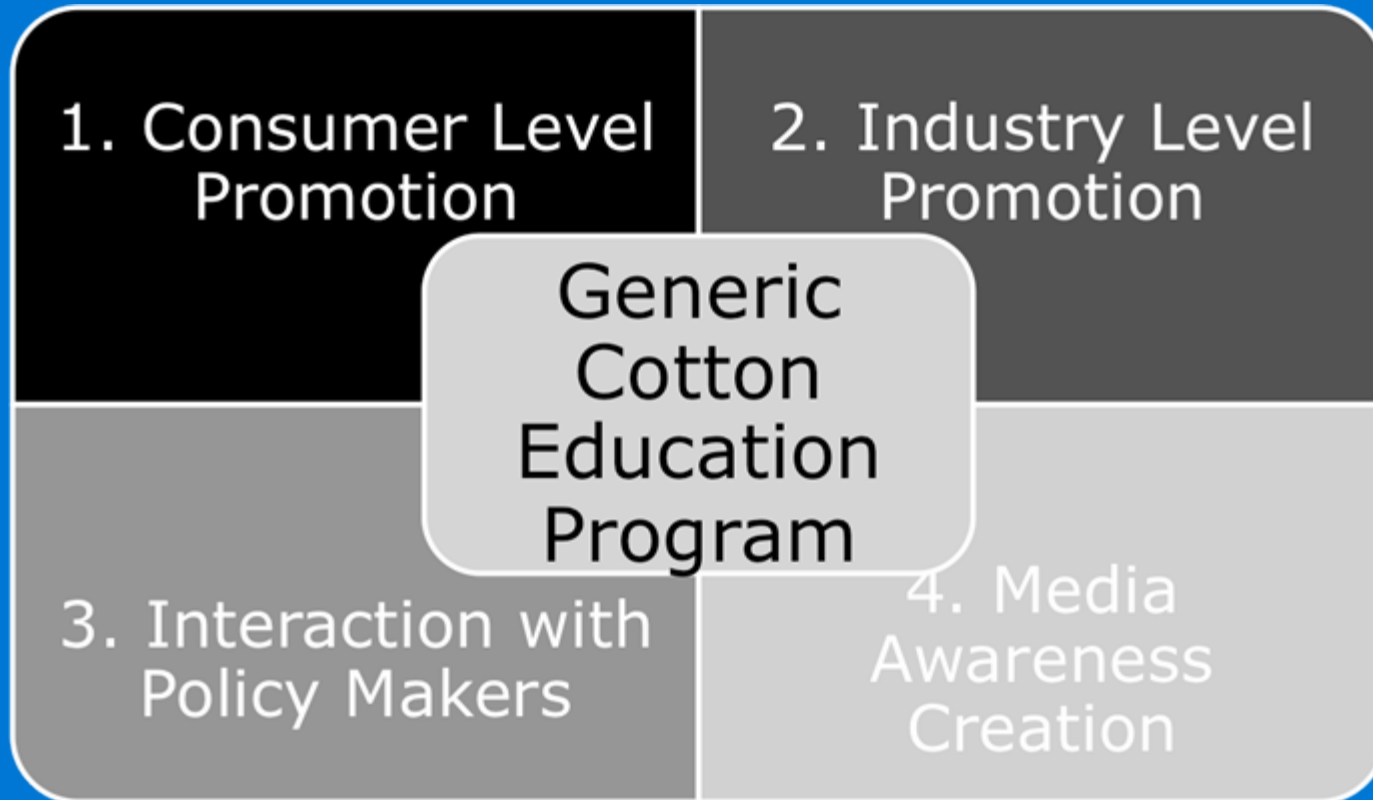 1. Consumer Level
Promotion
2. Industry Level
Promotion
Generic
Cotton
Education
Program
3. Interaction with
Policy Makers
4. Media
Awareness
Creation